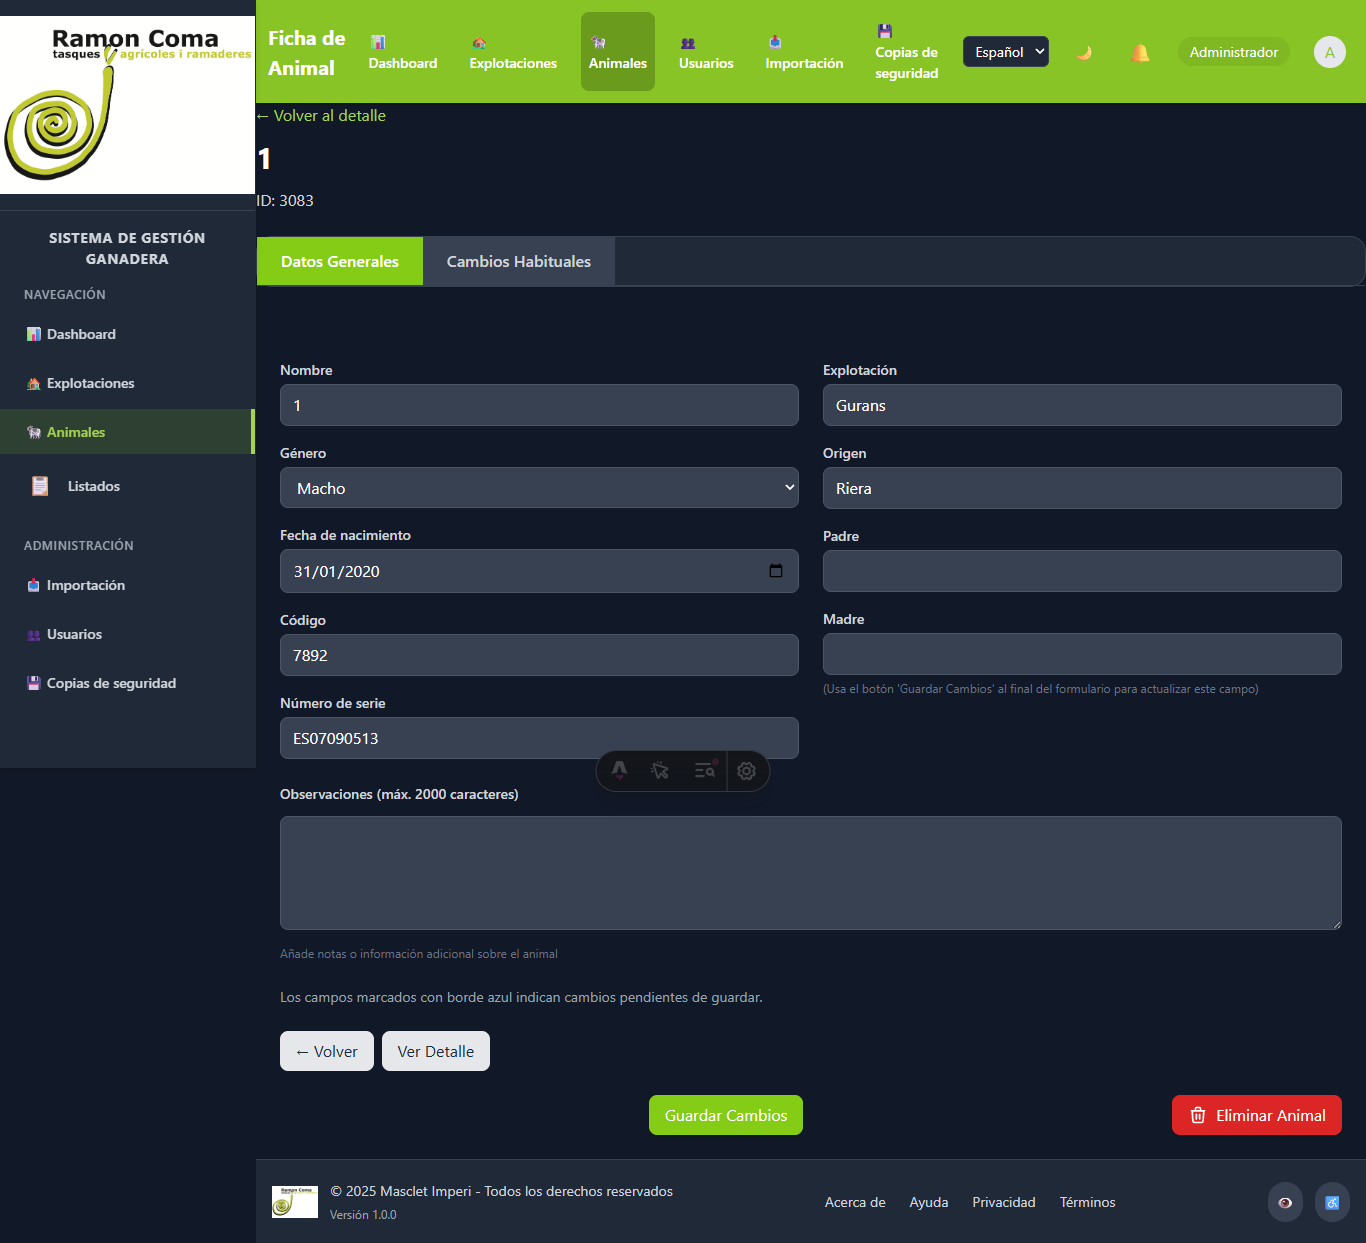 Ramon Coma
tasques agrícoles i ramaderes
SISTEMA DE GESTIÓN
GANADERA
NAVEGACIÓN
Dashboard
Explotaciones
Animales
Listados
ADMINISTRACIÓN
Importación
Usuarios
Copias de seguridad
Ficha de
Animal
Dashboard
Explotaciones
Animales
Usuarios
Importación
Copias de
seguridad
Español
Administrador
A
← Volver al detalle
1
ID: 3083
Datos Generales
Cambios Habituales
Nombre
1
Explotación
Gurans
Género
Macho
Origen
Riera
Fecha de nacimiento
31/01/2020
Padre
Código
7892
Madre
(Usa el botón 'Guardar Cambios' al final del formulario para actualizar este campo)
Número de serie
ES07090513
Observaciones (máx. 2000 caracteres)
Añade notas o información adicional sobre el animal
Los campos marcados con borde azul indican cambios pendientes de guardar.
← Volver
Ver Detalle
Guardar Cambios
Eliminar Animal
Ramon Coma
© 2025 Masclet Imperi - Todos los derechos reservados
Versión 1.0.0
Acerca de
Ayuda
Privacidad
Términos